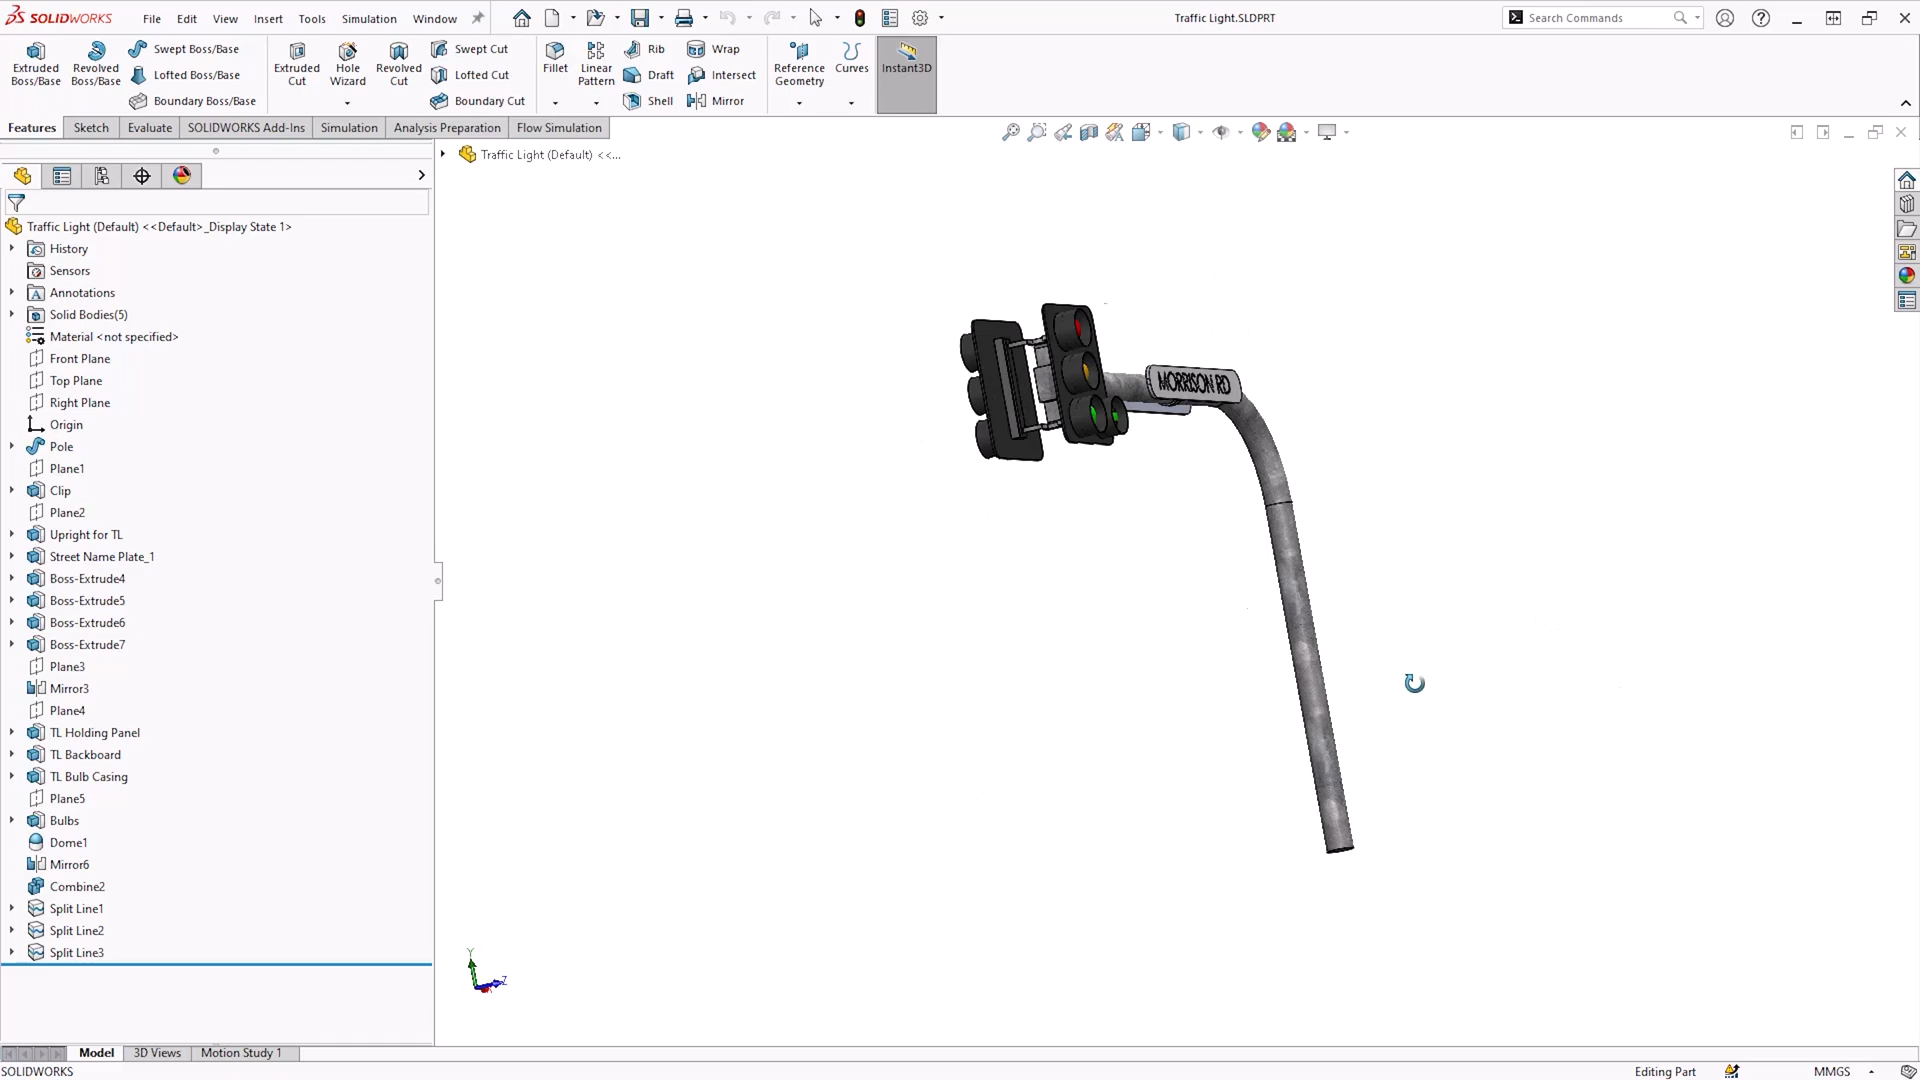 SOLIDWORKS
File Edit View Insert Tools Simulation Window
Traffic Light.SLDPRT
Search Commands
Extruded Boss/Base
Revolved Boss/Base
Swept Boss/Base
Lofted Boss/Base
Boundary Boss/Base
Extruded Cut
Hole Wizard
Revolved Cut
Swept Cut
Lofted Cut
Boundary Cut
Fillet
Linear Pattern
Rib
Draft
Shell
Wrap
Intersect
Mirror
Reference Geometry
Curves
Instant3D
Features Sketch Evaluate SOLIDWORKS Add-Ins Simulation Analysis Preparation Flow Simulation
Traffic Light (Default) <<...
Traffic Light (Default) <<Default>_Display State 1>
History
Sensors
Annotations
Solid Bodies(5)
Material <not specified>
Front Plane
Top Plane
Right Plane
Origin
Pole
Plane1
Clip
Plane2
Upright for TL
Street Name Plate_1
Boss-Extrude4
Boss-Extrude5
Boss-Extrude6
Boss-Extrude7
Plane3
Mirror3
Plane4
TL Holding Panel
TL Backboard
TL Bulb Casing
Plane5
Bulbs
Dome1
Mirror6
Combine2
Split Line1
Split Line2
Split Line3
MORRISON RD
Y
Z
Model 3D Views Motion Study 1
SOLIDWORKS
Editing Part
MMGS